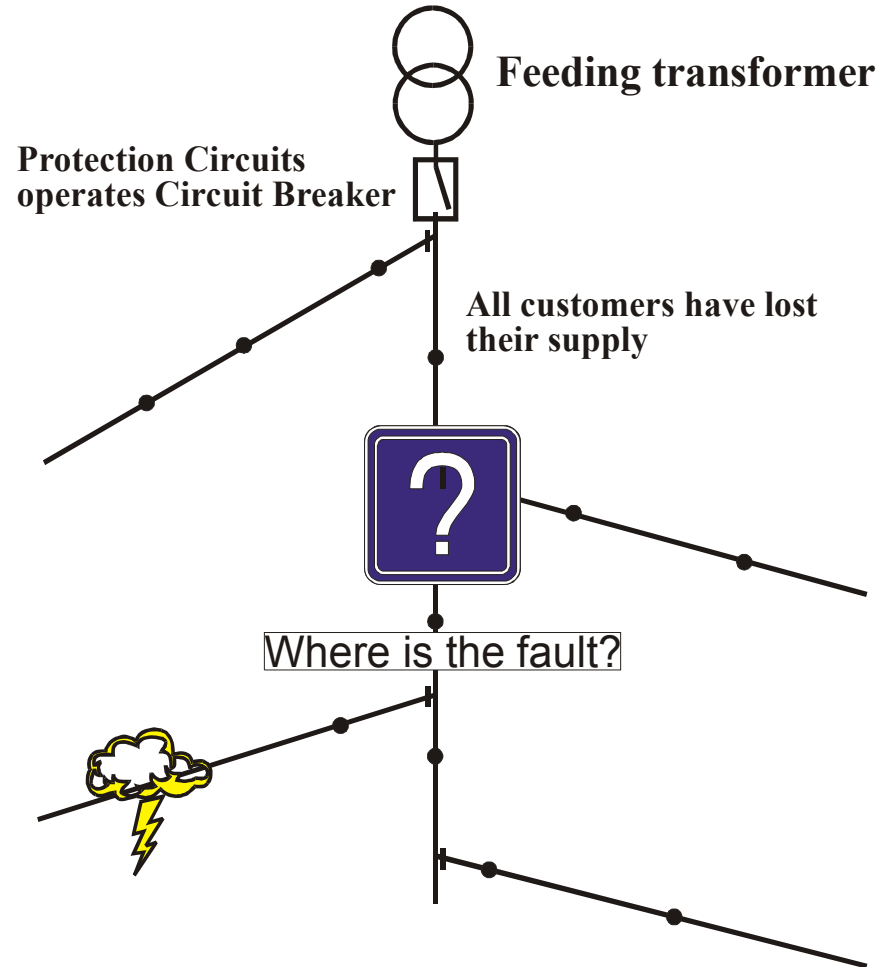 Feeding transformer
Protection Circuits
operates Circuit Breaker
All customers have lost
their supply
?
Where is the fault?